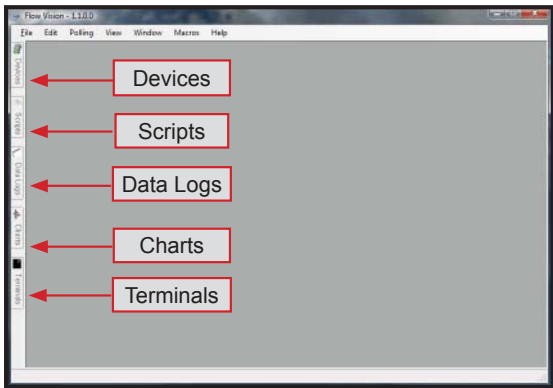 Flow Vision - 1.1.0.0
File Edit Polling View Window Macros Help
Devices
Devices
Scripts
Scripts
Data Logs
Data Logs
Charts
Charts
Terminals
Terminals